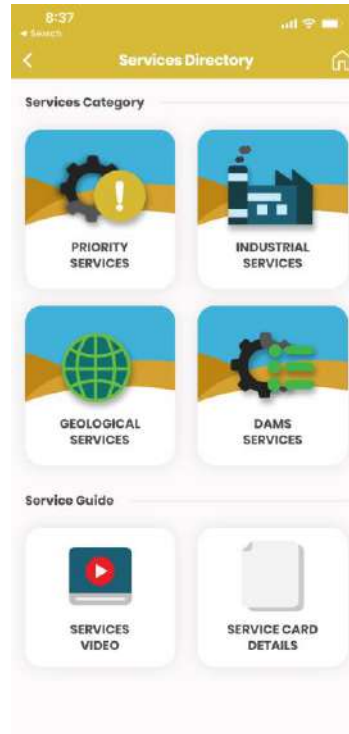 8:37
◂ Search
Services Directory
Services Category
PRIORITY
SERVICES
INDUSTRIAL
SERVICES
GEOLOGICAL
SERVICES
DAMS
SERVICES
Service Guide
SERVICES
VIDEO
SERVICE CARD
DETAILS